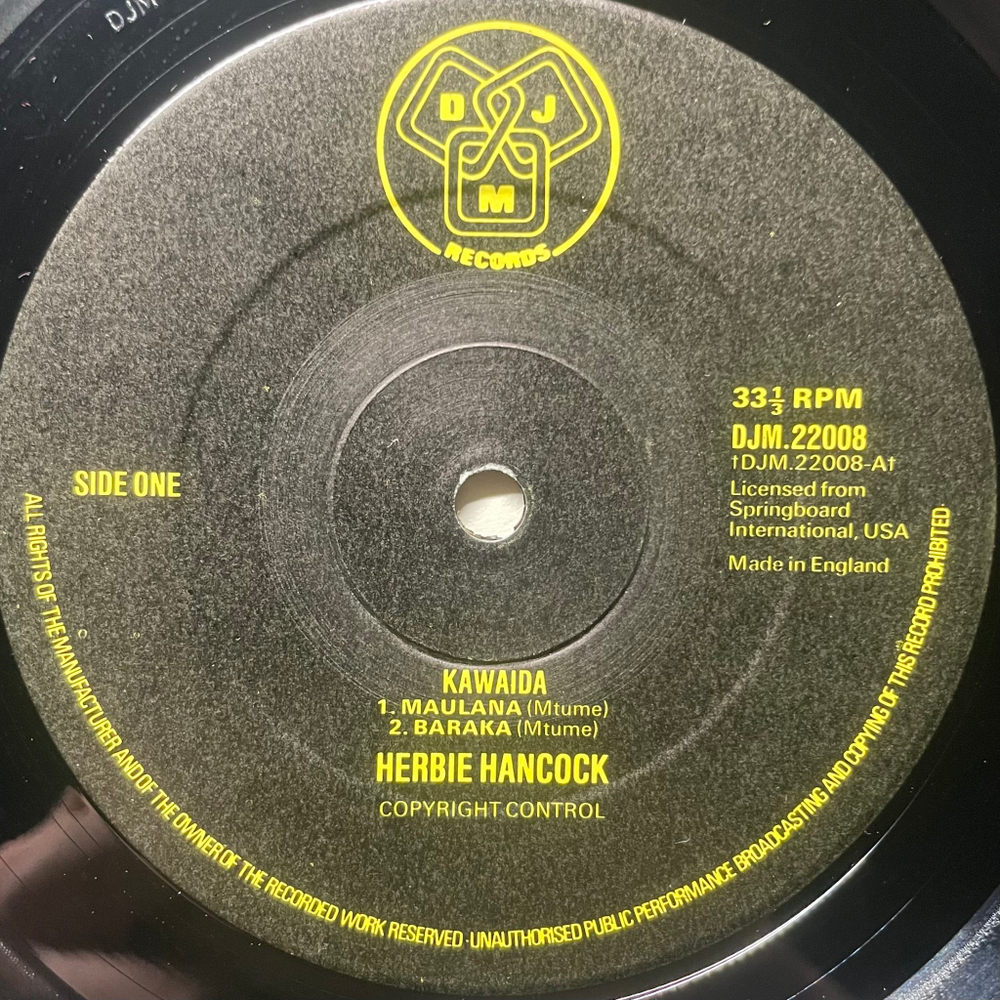 DJM
D J
M
RECORDS
33⅓ RPM
DJM.22008
†DJM.22008-A†
Licensed from
Springboard
International, USA
Made in England
SIDE ONE
KAWAIDA
1. MAULANA (Mtume)
2. BARAKA (Mtume)
HERBIE HANCOCK
COPYRIGHT CONTROL
ALL RIGHTS OF THE MANUFACTURER AND OF THE OWNER OF THE RECORDED WORK RESERVED · UNAUTHORISED PUBLIC PERFORMANCE BROADCASTING AND COPYING OF THIS RECORD PROHIBITED